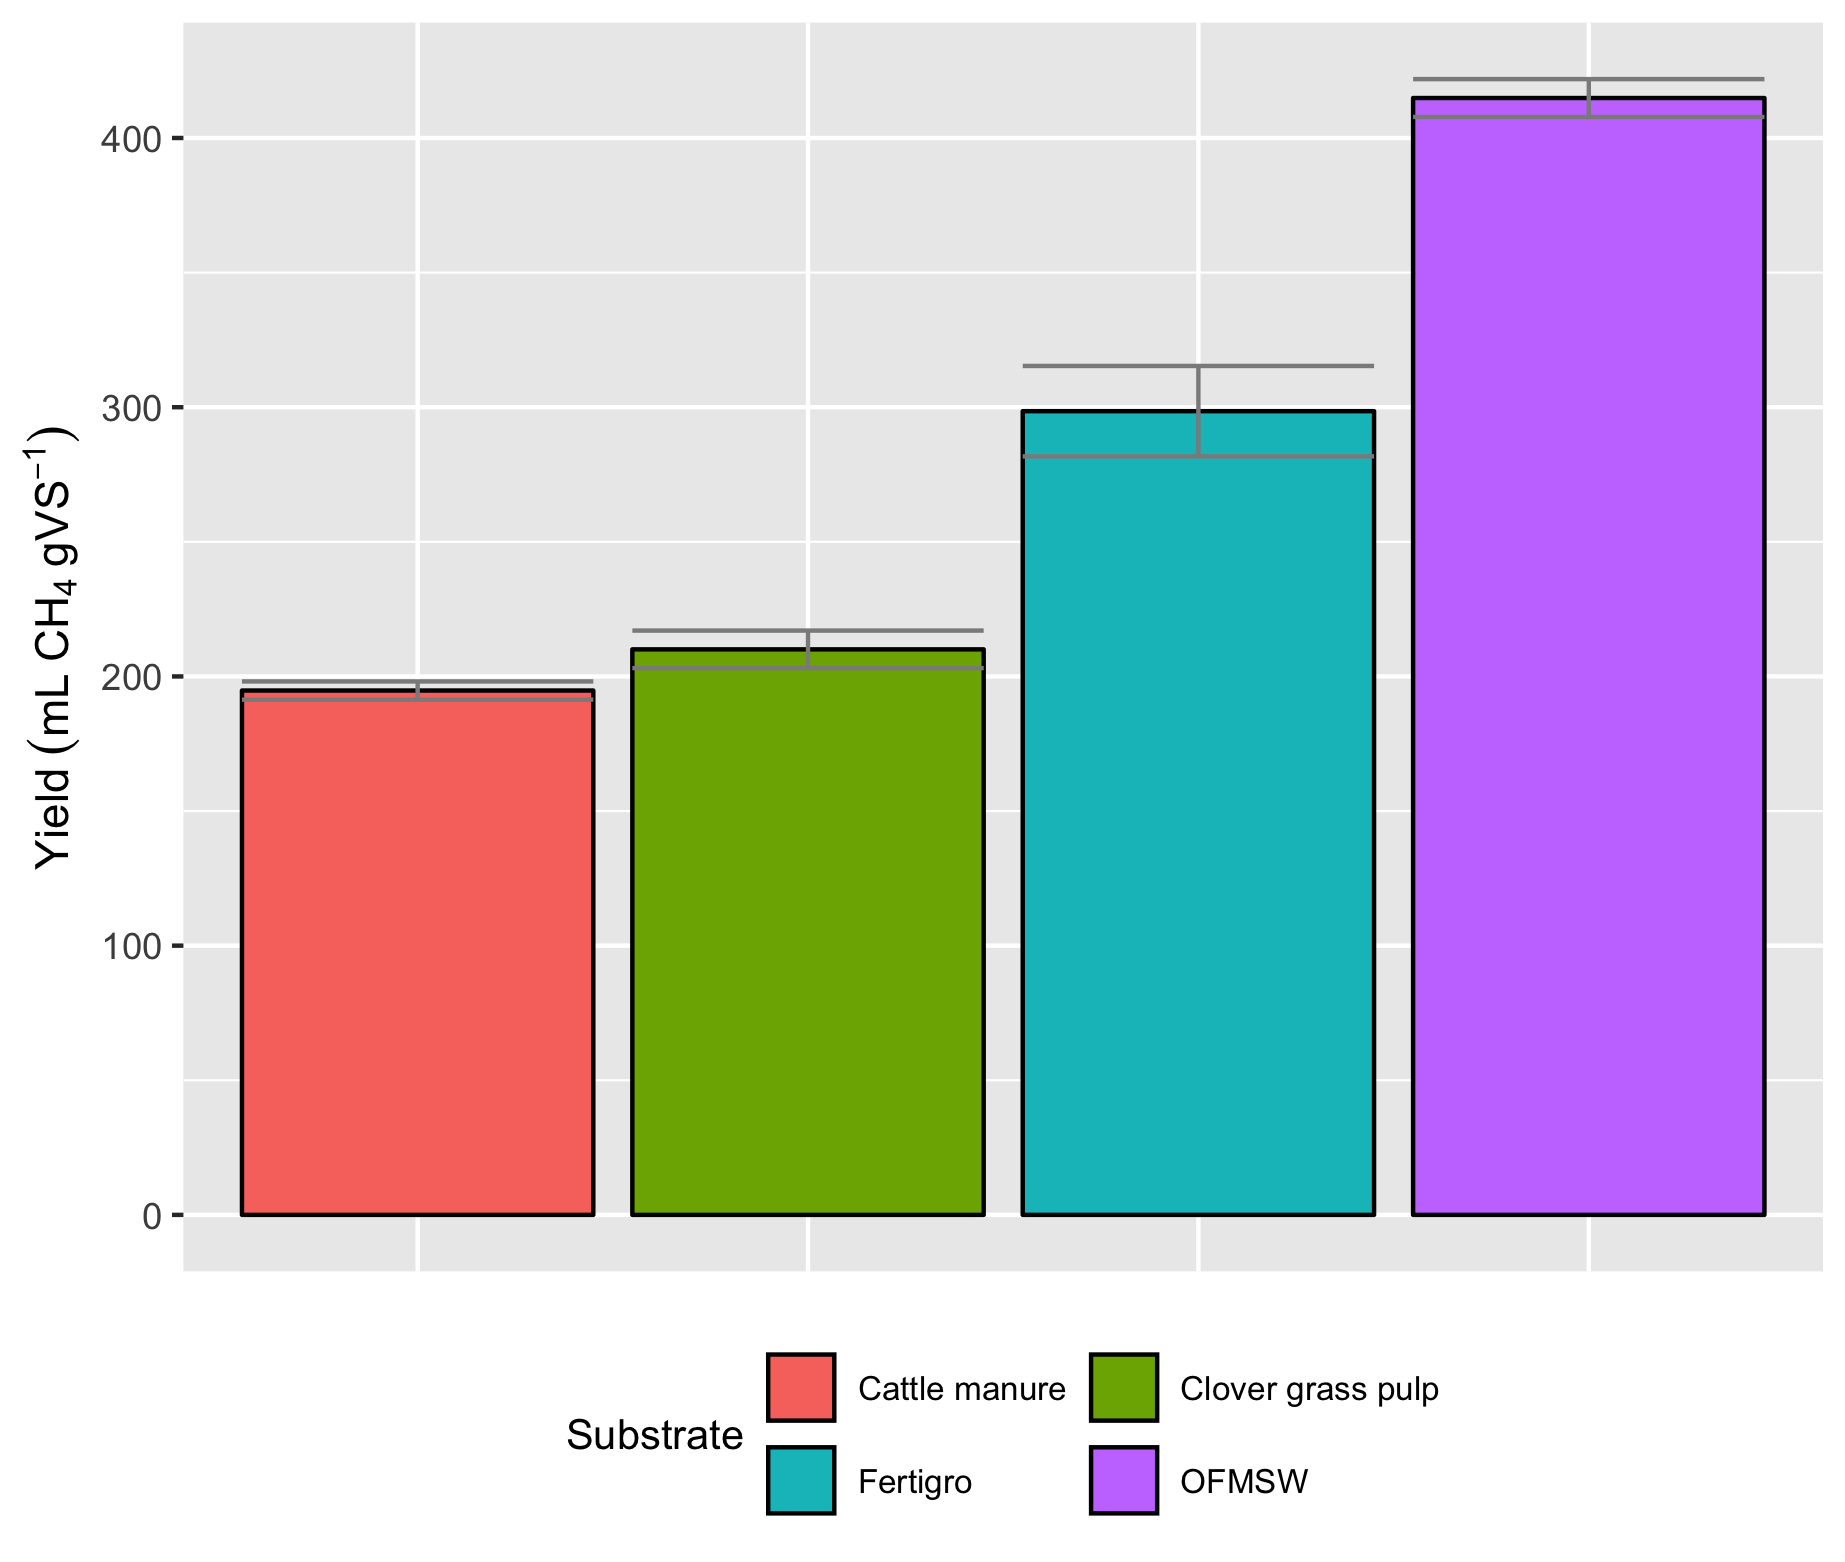 400
300
200
100
0
Yield (mL CH₄ gVS⁻¹)
Substrate
Cattle manure
Clover grass pulp
Fertigro
OFMSW